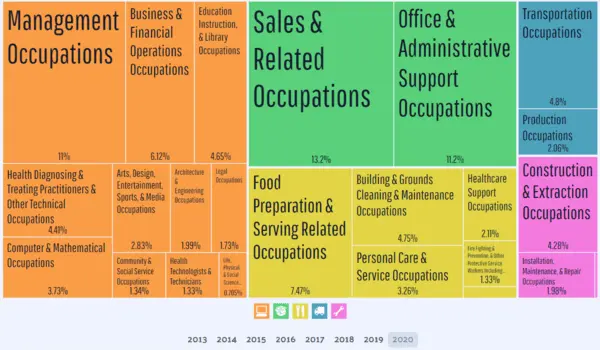 Management
Occupations
11%
Business &
Financial
Operations
Occupations
6.12%
Education
Instruction,
& Library
Occupations
4.65%
Health Diagnosing &
Treating Practitioners &
Other Technical
Occupations
4.41%
Computer & Mathematical
Occupations
3.73%
Arts, Design,
Entertainment,
Sports, & Media
Occupations
2.83%
Architecture &
Engineering
Occupations
1.99%
Legal
Occupations
1.73%
Community &
Social Service
Occupations
1.34%
Health
Technologists &
Technicians
1.33%
Life,
Physical
& Social
Science...
0.705%
Sales &
Related
Occupations
13.2%
Office &
Administrative
Support
Occupations
11.2%
Food
Preparation &
Serving Related
Occupations
7.47%
Building & Grounds
Cleaning & Maintenance
Occupations
4.75%
Personal Care &
Service Occupations
3.26%
Healthcare
Support
Occupations
2.11%
Fire Fighting &
Prevention, & Other
Protective Service
Workers Including...
1.33%
Transportation
Occupations
4.8%
Production
Occupations
2.06%
Construction
& Extraction
Occupations
4.28%
Installation,
Maintenance, & Repair
Occupations
1.98%
2013 2014 2015 2016 2017 2018 2019 2020